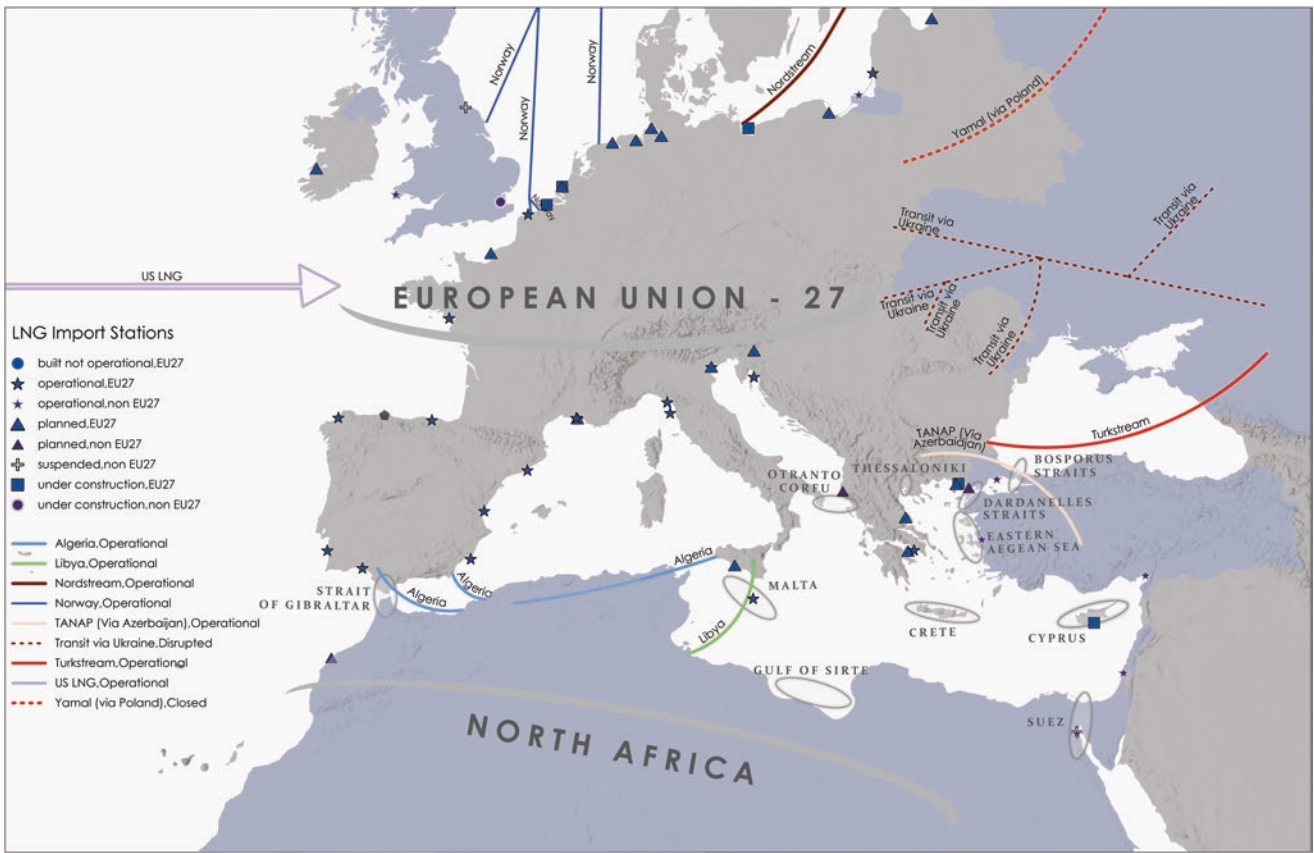 Norway
Norway
Norway
Norway
Nordstream
Yamal (via Poland)
Transit via
Ukraine
Transit via
Ukraine
Transit via
Ukraine
Transit via
Ukraine
Transit via
Ukraine
US LNG
EUROPEAN UNION - 27
LNG Import Stations
built not operational,EU27
operational,EU27
operational,non EU27
planned,EU27
planned,non EU27
suspended,non EU27
under construction,EU27
under construction,non EU27
Algeria,Operational
Libya,Operational
Nordstream,Operational
Norway,Operational
TANAP (Via Azerbaijan),Operational
Transit via Ukraine,Disrupted
Turkstream,Operational
US LNG,Operational
Yamal (via Poland),Closed
TANAP (Via
Azerbaidjan)
Turkstream
BOSPORUS
STRAITS
THESSALONIKI
OTRANTO
- CORFU
DARDANELLES
STRAITS
EASTERN
AEGEAN SEA
STRAIT
OF GIBRALTAR
Algeria
Algeria
Algeria
Libya
MALTA
CRETE
CYPRUS
GULF OF SIRTE
SUEZ
NORTH AFRICA